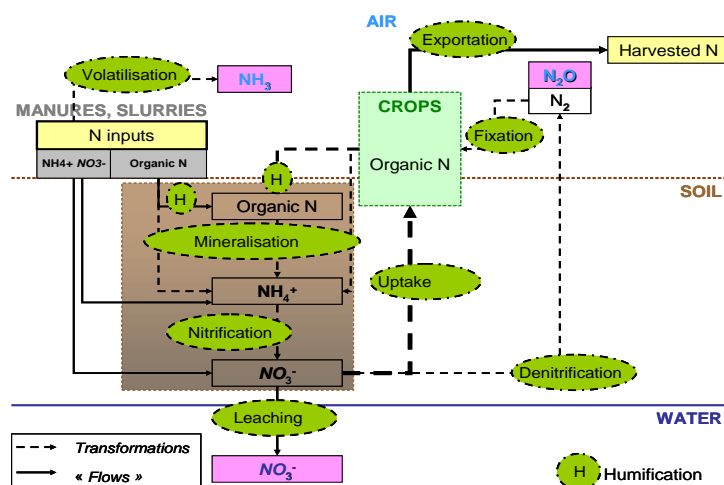 AIR
Exportation
Harvested N
Volatilisation
NH3
N2O
N2
MANURES, SLURRIES
CROPS
N inputs
Fixation
NH4+ NO3-
Organic N
Organic N
H
SOIL
H
Organic N
Mineralisation
NH4+
Uptake
Nitrification
NO3-
Denitrification
Leaching
WATER
Transformations
« Flows »
NO3-
H
Humification